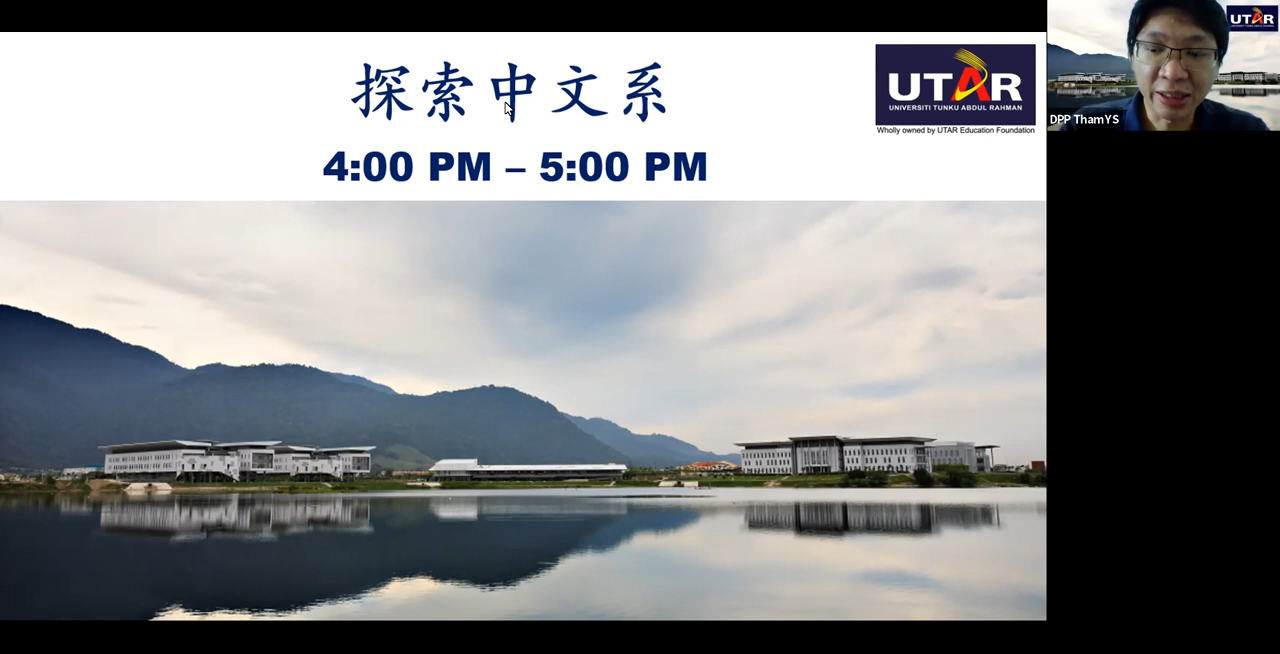 探索中文系
4:00 PM – 5:00 PM
UTAR
UNIVERSITI TUNKU ABDUL RAHMAN
Wholly owned by UTAR Education Foundation
UTAR
DPP ThamYS